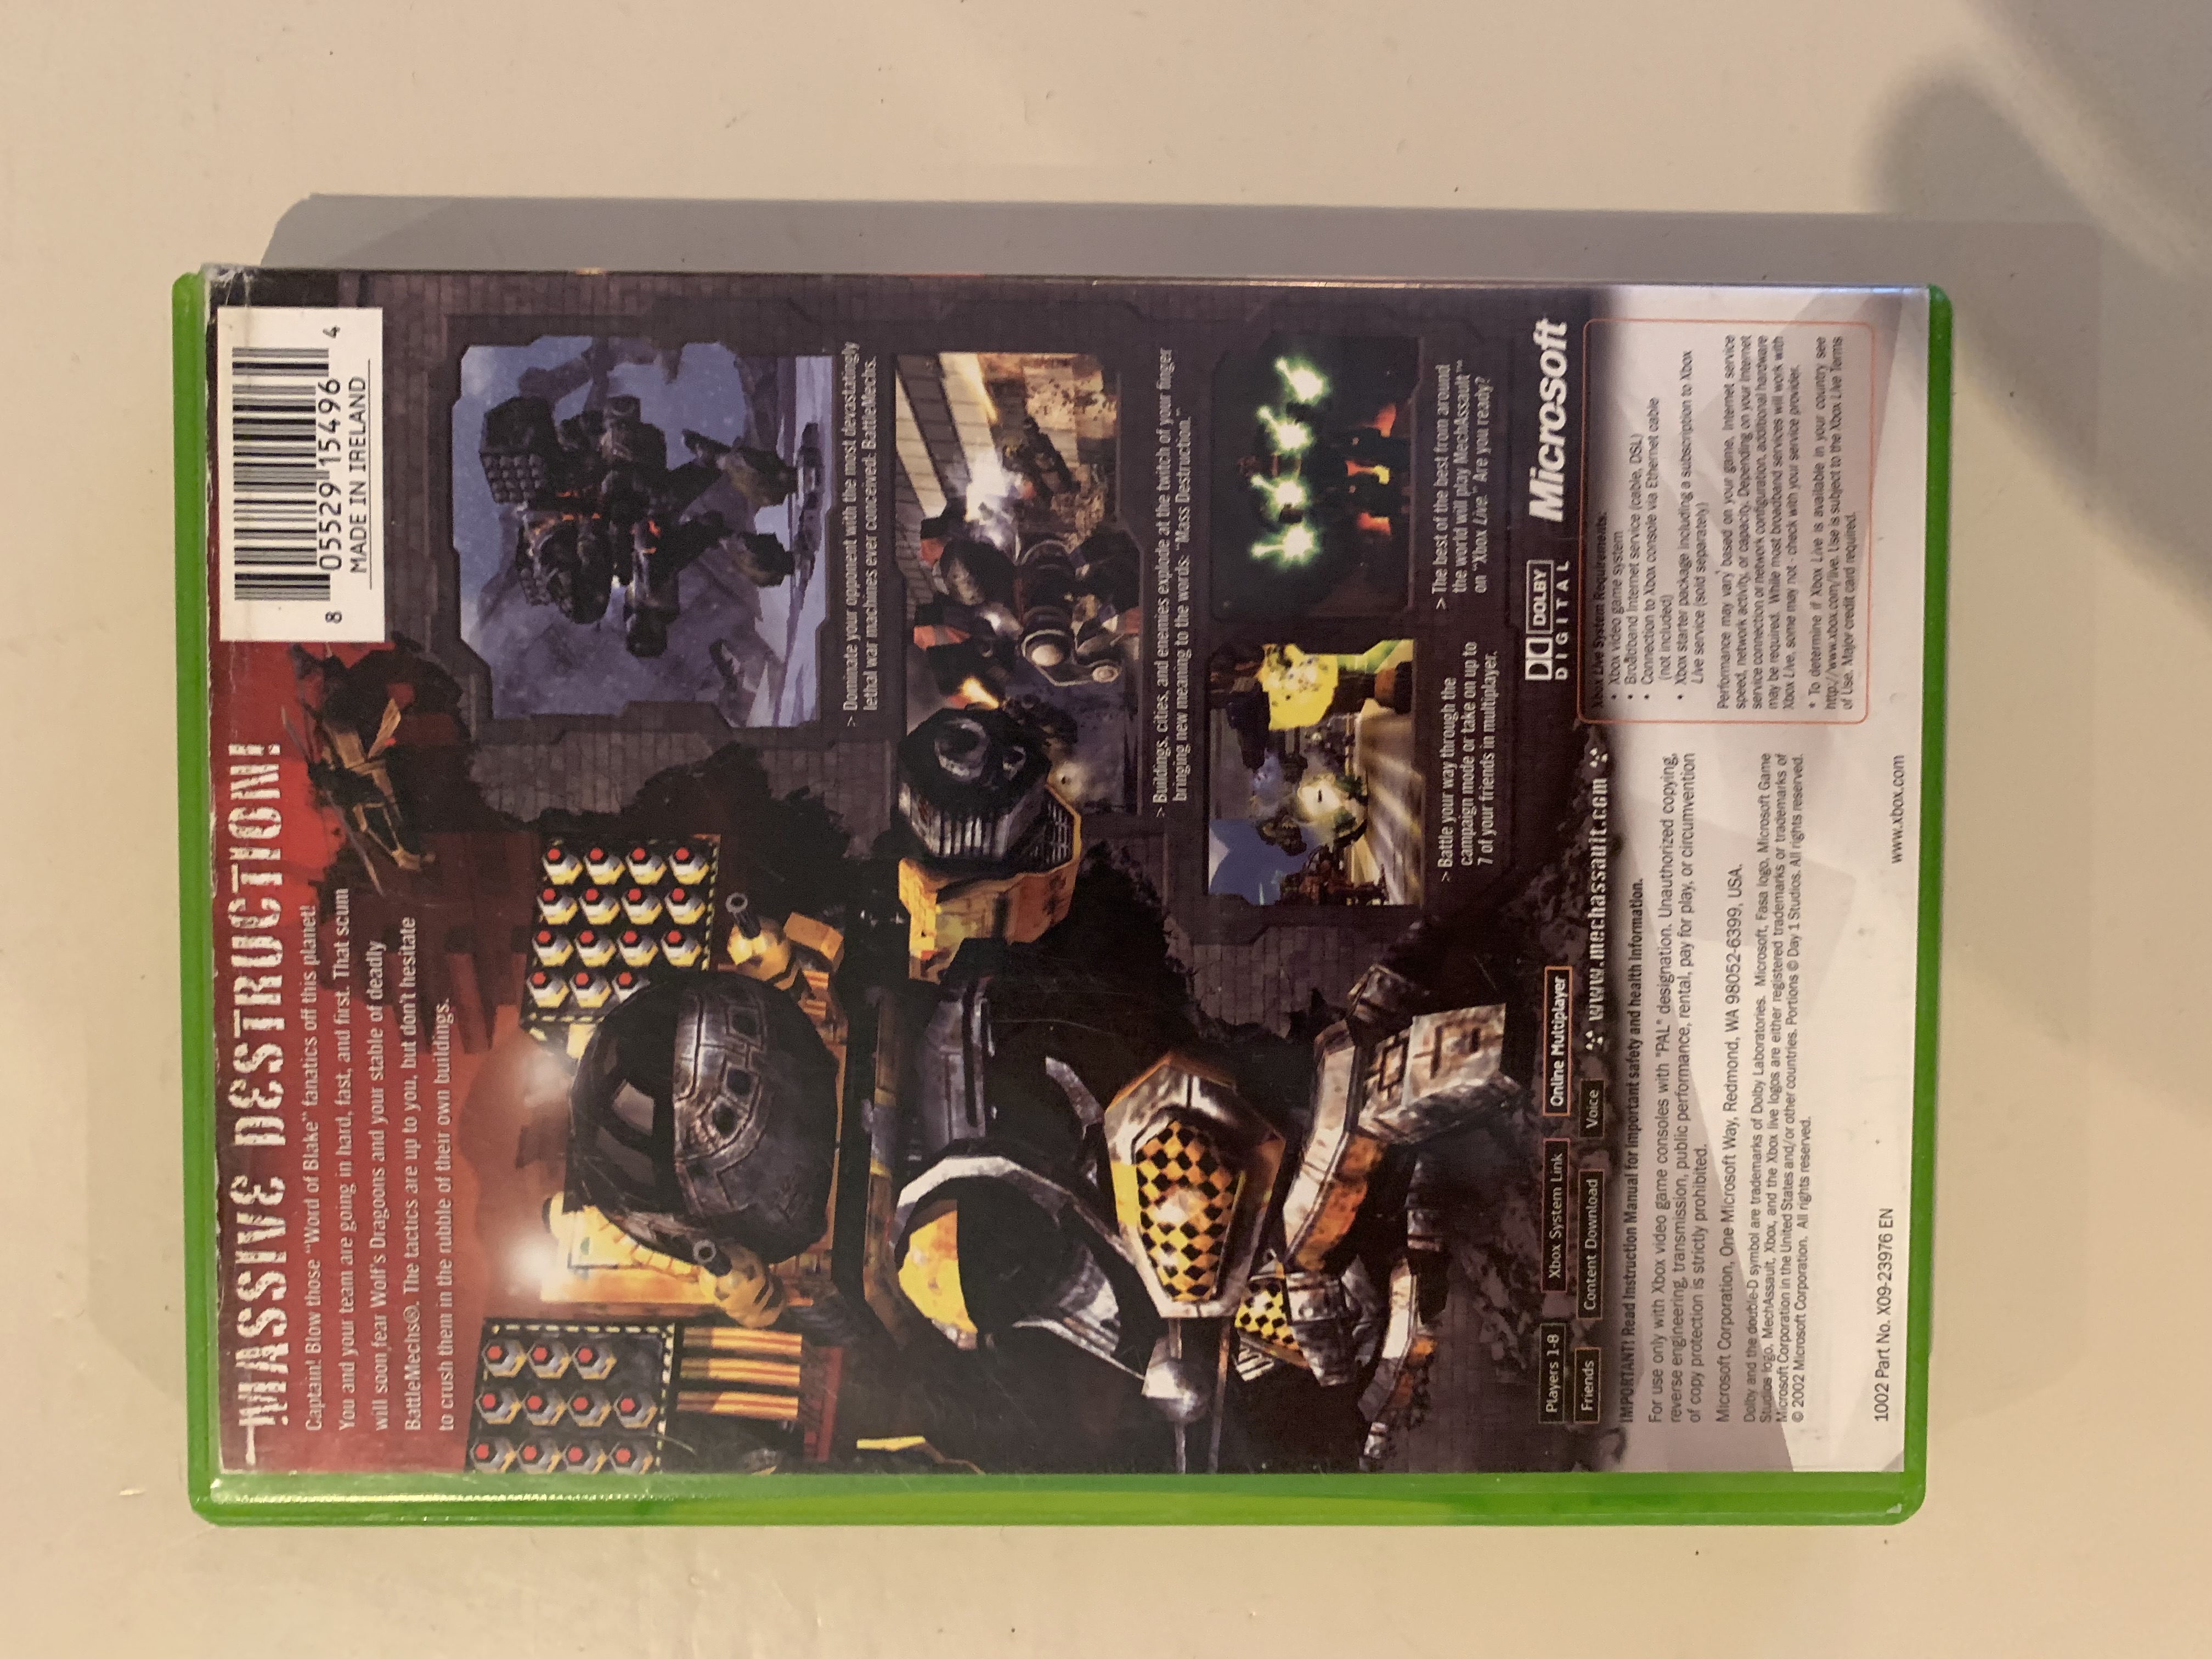 MASSIVE DESTRUCTION!
Captain! Blow those "Word of Blake" fanatics off this planet!
You and your team are going in hard, fast, and first. That scum
will soon fear Wolf's Dragoons and your stable of deadly
BattleMechs®. The tactics are up to you, but don't hesitate
to crush them in the rubble of their own buildings.
8 05529 15496 4
MADE IN IRELAND
> Dominate your opponent with the most devastatingly
lethal war machines ever conceived: BattleMechs.
> Buildings, cities, and enemies explode at the twitch of your finger
bringing new meaning to the words: "Mass Destruction."
> Battle your way through the
campaign mode or take on up to
7 of your friends in multiplayer.
> The best of the best from around
the world will play MechAssault™
on "Xbox Live." Are you ready?
Players 1-8
Xbox System Link
Online Multiplayer
Friends
Content Download
Voice
www.mechassault.com
DOLBY
DIGITAL
Microsoft
IMPORTANT! Read Instruction Manual for important safety and health information.
For use only with Xbox video game consoles with "PAL" designation. Unauthorized copying,
reverse engineering, transmission, public performance, rental, pay for play, or circumvention
of copy protection is strictly prohibited.
Microsoft Corporation, One Microsoft Way, Redmond, WA 98052-6399, USA.
Dolby and the double-D symbol are trademarks of Dolby Laboratories. Microsoft, Fasa logo, Microsoft Game
Studios logo, MechAssault, Xbox, and the Xbox live logos are either registered trademarks or trademarks of
Microsoft Corporation in the United States and/or other countries. Portions © Day 1 Studios. All rights reserved.
© 2002 Microsoft Corporation. All rights reserved.
1002 Part No. X09-23976 EN
www.xbox.com
Xbox Live System Requirements:
• Xbox video game system
• Broadband Internet service (cable, DSL)
• Connection to Xbox console via Ethernet cable
(not included)
• Xbox starter package including a subscription to Xbox
Live service (sold separately)
Performance may vary based on your game, Internet service
speed, network activity, or capacity. Depending on your Internet
service connection or network configuration, additional hardware
may be required. While most broadband services will work with
Xbox Live, some may not - check with your service provider.
* To determine if Xbox Live is available in your country see
http://www.xbox.com/live. Use is subject to the Xbox Live Terms
of Use. Major credit card required.